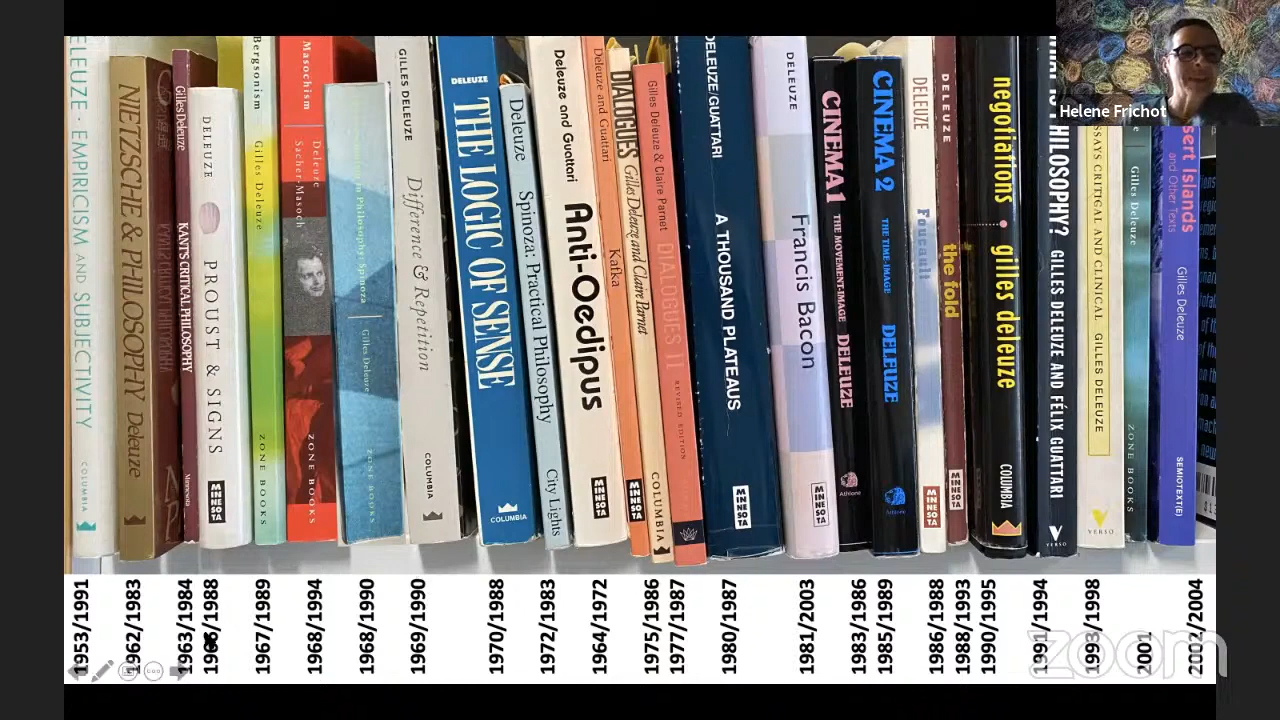 ELEUZE · EMPIRICISM AND SUBJECTIVITY
COLUMBIA
NIETZSCHE & PHILOSOPHY Deleuze
Gilles Deleuze KANT'S CRITICAL PHILOSOPHY Minnesota
DELEUZE PROUST & SIGNS
MINNESOTA
Bergsonism Gilles Deleuze ZONE BOOKS
Masochism Deleuze
Sacher-Masoch
ZONE BOOKS
in Philosophy: Spinoza Gilles Deleuze ZONE BOOKS
GILLES DELEUZE Difference & Repetition COLUMBIA
DELEUZE THE LOGIC OF SENSE
COLUMBIA
Deleuze Spinoza: Practical Philosophy City Lights
Deleuze and Guattari Anti-Oedipus
MINNESOTA
Deleuze and Guattari Kafka
MINNESOTA
DIALOGUES Gilles Deleuze and Claire Parnet COLUMBIA
Gilles Deleuze & Claire Parnet DIALOGUES II REVISED EDITION
DELEUZE/GUATTARI A THOUSAND PLATEAUS
MINNESOTA
DELEUZE Francis Bacon
MINNESOTA
CINEMA 1 THE MOVEMENT-IMAGE DELEUZE
Athlone
CINEMA 2 THE TIME-IMAGE DELEUZE
Athlone
DELEUZE Foucault
MINNESOTA
DELEUZE the fold
MINNESOTA
negotiations gilles deleuze
COLUMBIA
WHAT IS PHILOSOPHY? GILLES DELEUZE AND FÉLIX GUATTARI
VERSO
ESSAYS CRITICAL AND CLINICAL GILLES DELEUZE
VERSO
Gilles Deleuze ZONE BOOKS
sert Islands
and Other Texts
Gilles Deleuze
SEMIOTEXT(E)
Helene Frichot
1953/1991
1962/1983
1963/1984
1967/1989
1968/1994
1968/1990
1969/1990
1970/1988
1972/1983
1964/1972
1975/1986
1977/1987
1980/1987
1981/2003
1983/1986
1985/1989
1986/1988
1988/1993
1990/1995
1991/1994
1993/1998
2001
2002/2004
zoom